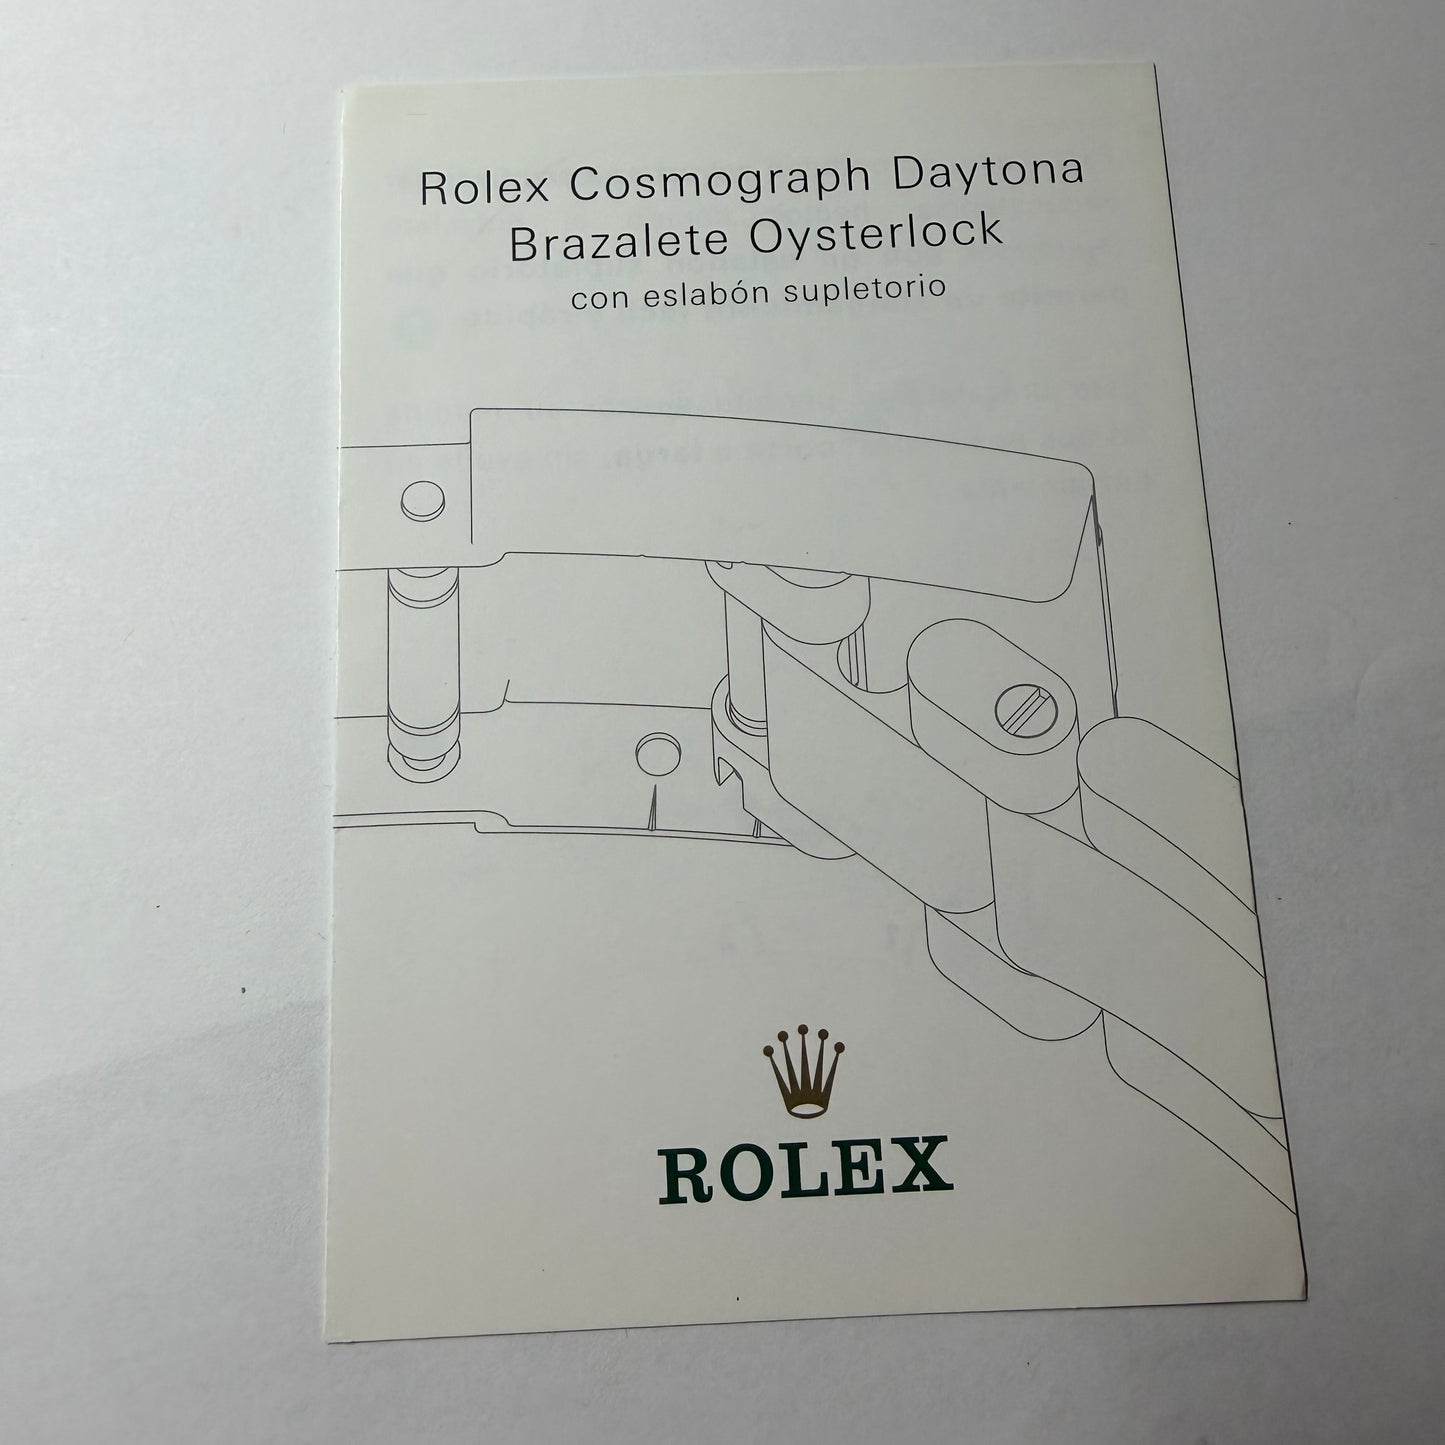 Rolex Cosmograph Daytona
Brazalete Oysterlock
con eslabón supletorio
ROLEX